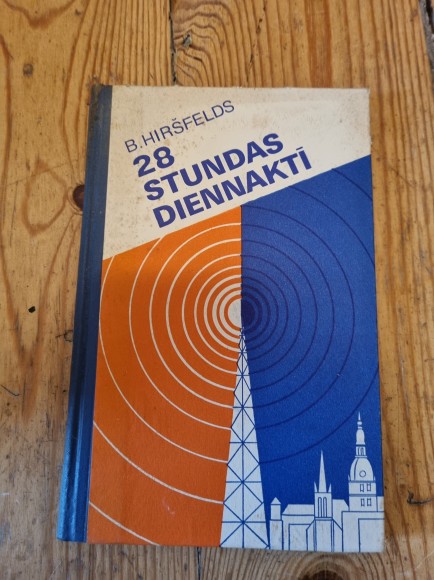 B.HIRŠFELDS
28
STUNDAS
DIENNAKTĪ